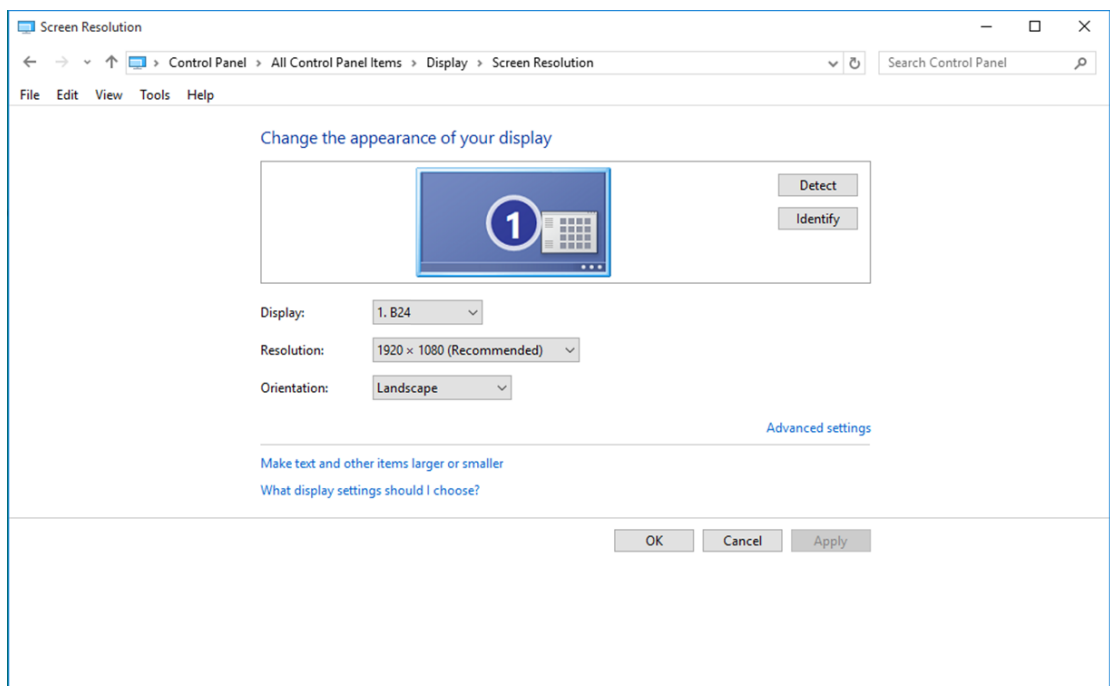 Screen Resolution
Control Panel > All Control Panel Items > Display > Screen Resolution
Search Control Panel
File Edit View Tools Help
Change the appearance of your display
1
Detect
Identify
Display: 1. B24
Resolution: 1920 × 1080 (Recommended)
Orientation: Landscape
Advanced settings
Make text and other items larger or smaller
What display settings should I choose?
OK Cancel Apply